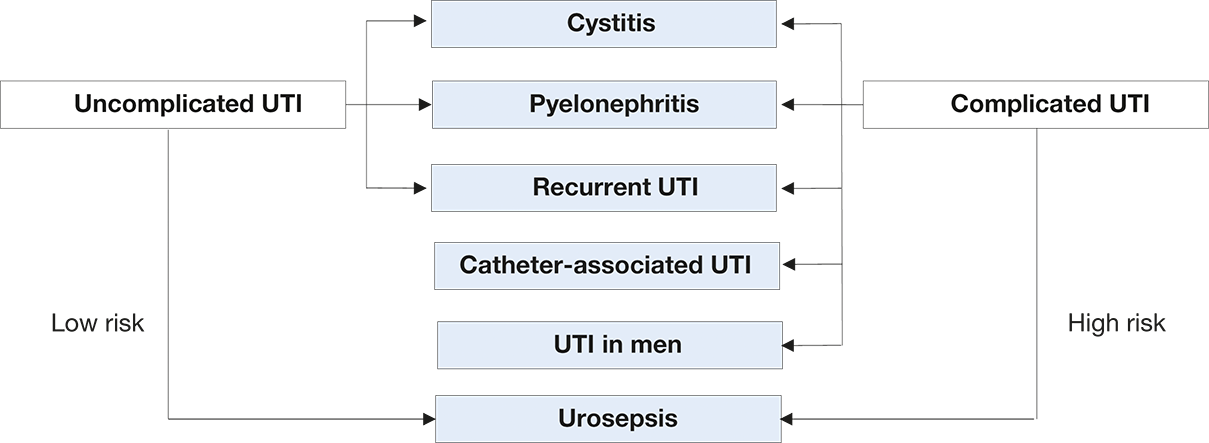 Cystitis
Uncomplicated UTI
Pyelonephritis
Complicated UTI
Recurrent UTI
Catheter-associated UTI
Low risk
High risk
UTI in men
Urosepsis